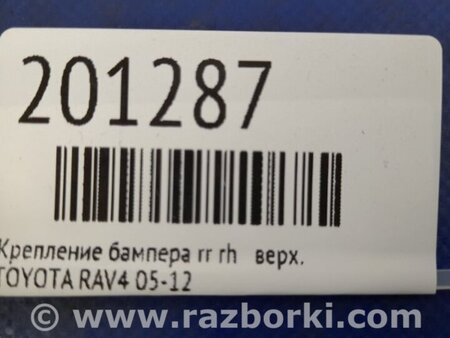 201287
Крепление бампера rr rh верх.
TOYOTA RAV4 05-12
www.razborki.com